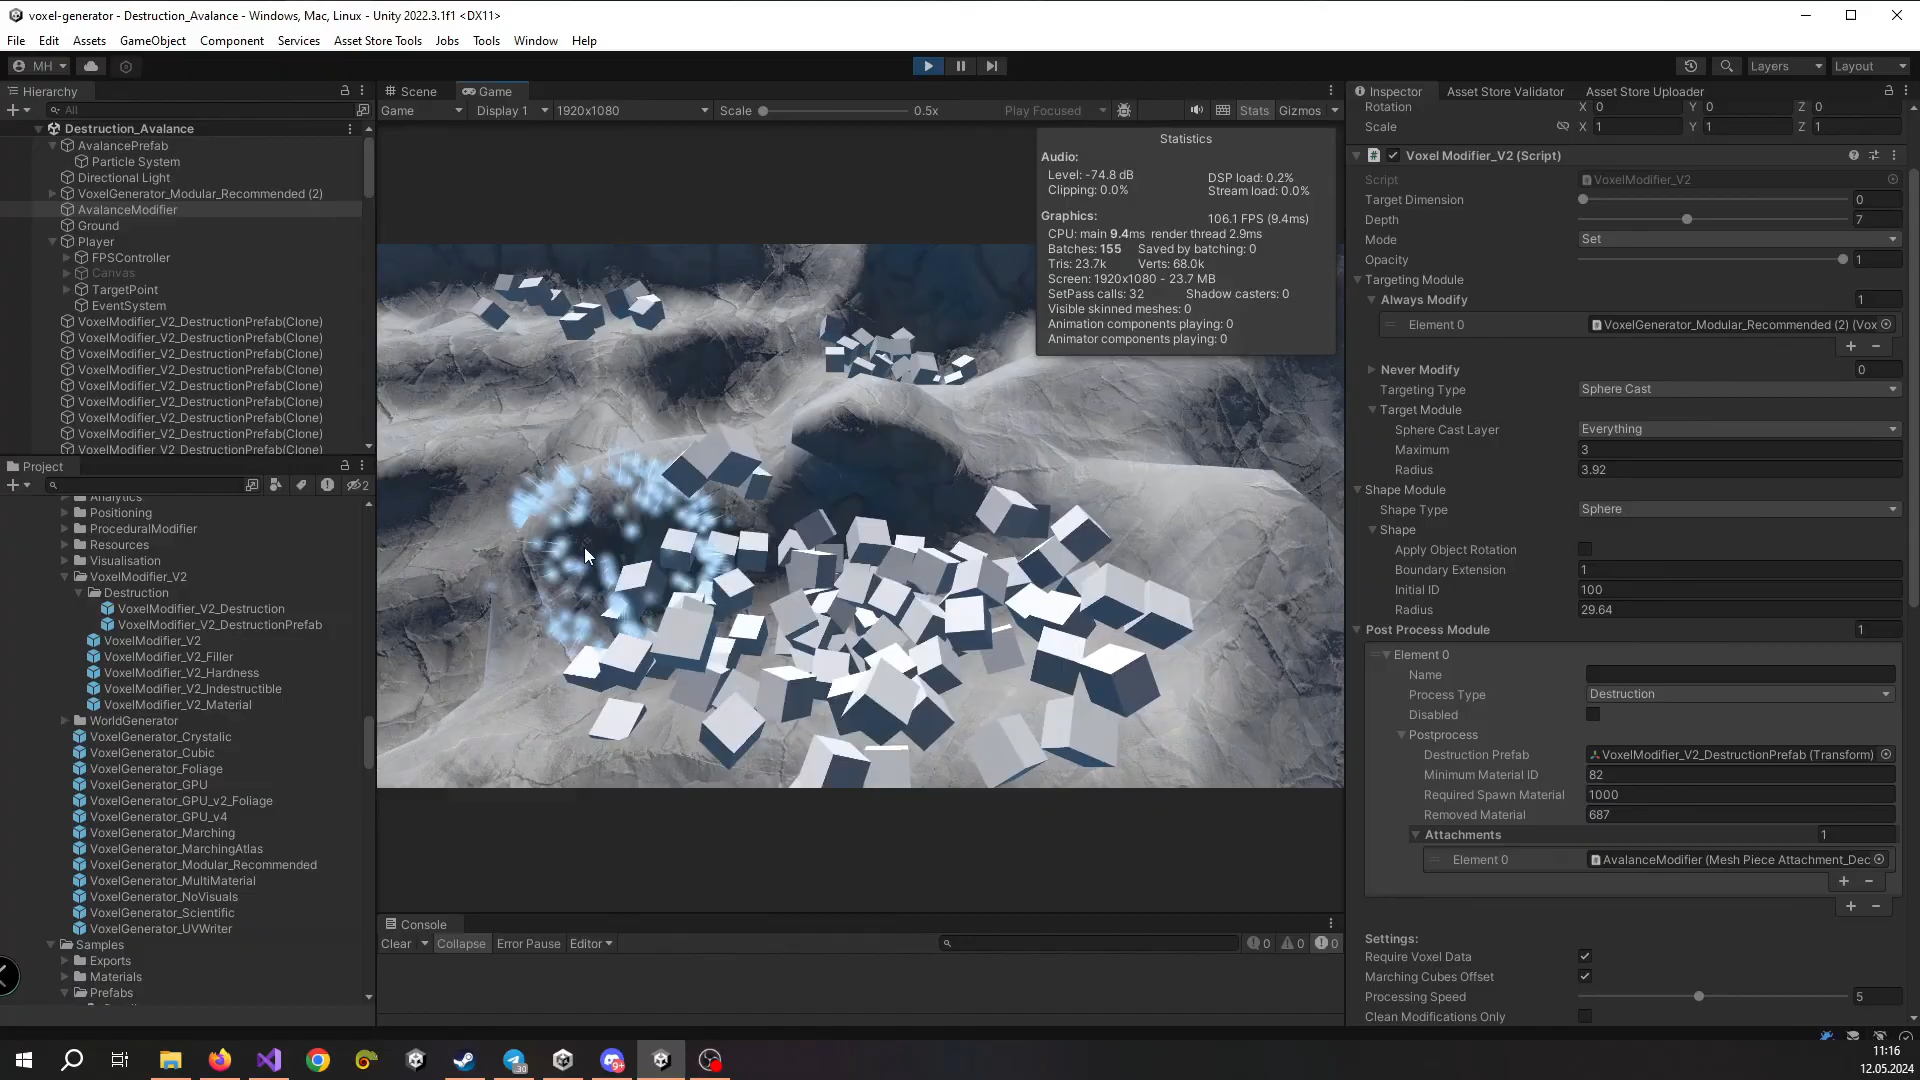 voxel-generator - Destruction_Avalance - Windows, Mac, Linux - Unity 2022.3.1f1 <DX11>
File Edit Assets GameObject Component Services Asset Store Tools Jobs Tools Window Help
MH
Layers Layout
Hierarchy
All
Destruction_Avalance
AvalancePrefab
Particle System
Directional Light
VoxelGenerator_Modular_Recommended (2)
AvalanceModifier
Ground
Player
FPSController
Canvas
TargetPoint
EventSystem
VoxelModifier_V2_DestructionPrefab(Clone)
VoxelModifier_V2_DestructionPrefab(Clone)
VoxelModifier_V2_DestructionPrefab(Clone)
VoxelModifier_V2_DestructionPrefab(Clone)
VoxelModifier_V2_DestructionPrefab(Clone)
VoxelModifier_V2_DestructionPrefab(Clone)
VoxelModifier_V2_DestructionPrefab(Clone)
VoxelModifier_V2_DestructionPrefab(Clone)
VoxelModifier_V2_DestructionPrefab(Clone)
Project
2
Analytics
Positioning
ProceduralModifier
Resources
Visualisation
VoxelModifier_V2
Destruction
VoxelModifier_V2_Destruction
VoxelModifier_V2_DestructionPrefab
VoxelModifier_V2
VoxelModifier_V2_Filler
VoxelModifier_V2_Hardness
VoxelModifier_V2_Indestructible
VoxelModifier_V2_Material
WorldGenerator
VoxelGenerator_Crystalic
VoxelGenerator_Cubic
VoxelGenerator_Foliage
VoxelGenerator_GPU
VoxelGenerator_GPU_v2_Foliage
VoxelGenerator_GPU_v4
VoxelGenerator_Marching
VoxelGenerator_MarchingAtlas
VoxelGenerator_Modular_Recommended
VoxelGenerator_MultiMaterial
VoxelGenerator_NoVisuals
VoxelGenerator_Scientific
VoxelGenerator_UVWriter
Samples
Exports
Materials
Prefabs
Scene Game
Game Display 1 1920x1080 Scale 0.5x Play Focused Stats Gizmos
Statistics
Audio:
Level: -74.8 dB DSP load: 0.2%
Clipping: 0.0% Stream load: 0.0%
Graphics: 106.1 FPS (9.4ms)
CPU: main 9.4ms render thread 2.9ms
Batches: 155 Saved by batching: 0
Tris: 23.7k Verts: 68.0k
Screen: 1920x1080 - 23.7 MB
SetPass calls: 32 Shadow casters: 0
Visible skinned meshes: 0
Animation components playing: 0
Animator components playing: 0
Console
Clear Collapse Error Pause Editor 0 0 0
Inspector Asset Store Validator Asset Store Uploader
Rotation X 0 Y 0 Z 0
Scale X 1 Y 1 Z 1
Voxel Modifier_V2 (Script)
Script VoxelModifier_V2
Target Dimension 0
Depth 7
Mode Set
Opacity 1
Targeting Module
Always Modify 1
Element 0 VoxelGenerator_Modular_Recommended (2) (Vox
Never Modify 0
Targeting Type Sphere Cast
Target Module
Sphere Cast Layer Everything
Maximum 3
Radius 3.92
Shape Module
Shape Type Sphere
Shape
Apply Object Rotation
Boundary Extension 1
Initial ID 100
Radius 29.64
Post Process Module 1
Element 0
Name
Process Type Destruction
Disabled
Postprocess
Destruction Prefab VoxelModifier_V2_DestructionPrefab (Transform)
Minimum Material ID 82
Required Spawn Material 1000
Removed Material 687
Attachments 1
Element 0 AvalanceModifier (Mesh Piece Attachment_Dec
Settings:
Require Voxel Data
Marching Cubes Offset
Processing Speed 5
Clean Modifications Only
30
9+
11:16
12.05.2024